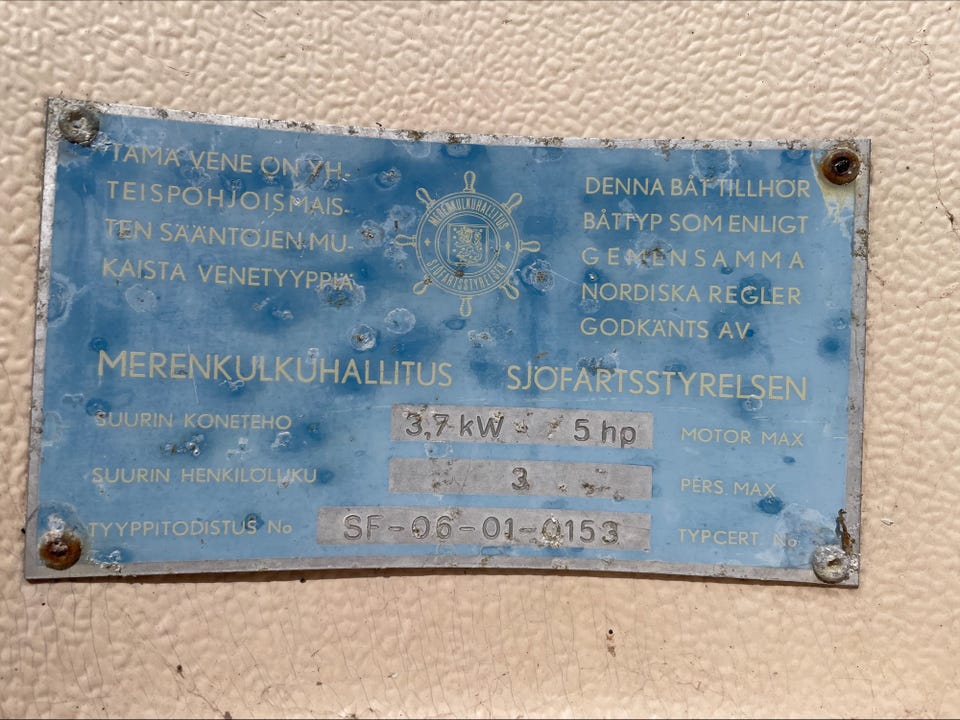 TÄMÄ VENE ON YH-
TEISPOHJOISMAIS-
TEN SÄÄNTÖJEN MU-
KAISTA VENETYYPPIÄ
MERENKULKUHALLITUS
SJÖFARTSSTYRELSEN
DENNA BÅT TILLHÖR
BÅTTYP SOM ENLIGT
GEMENSAMMA
NORDISKA REGLER
GODKÄNTS AV
MERENKULKUHALLITUS SJÖFARTSSTYRELSEN
SUURIN KONETEHO 3,7 kW 5 hp MOTOR MAX
SUURIN HENKILÖLUKU 3 PERS. MAX
TYYPPITODISTUS No SF-06-01-0153 TYPCERT. No